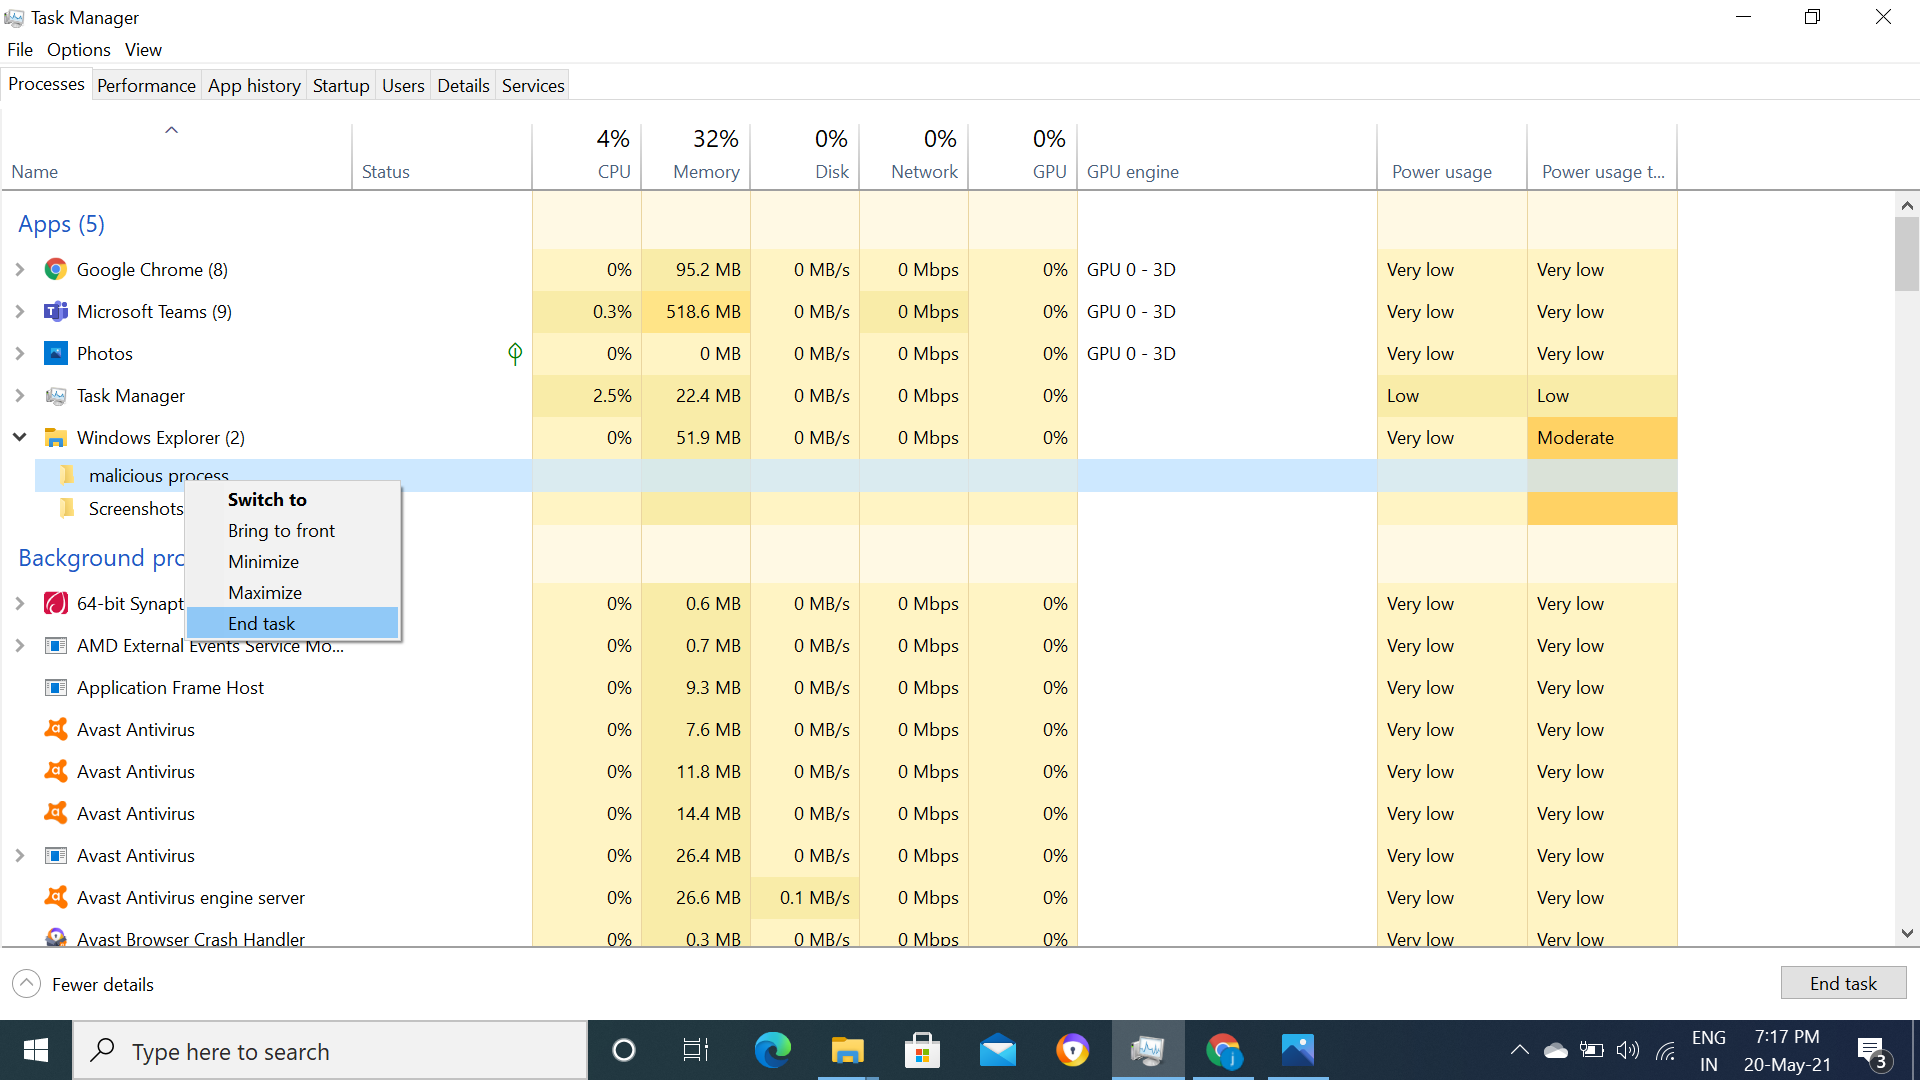 Task Manager
File Options View
Processes Performance App history Startup Users Details Services
4% 32% 0% 0% 0%
Name Status CPU Memory Disk Network GPU GPU engine Power usage Power usage t...
Apps (5)
Google Chrome (8) 0% 95.2 MB 0 MB/s 0 Mbps 0% GPU 0 - 3D Very low Very low
Microsoft Teams (9) 0.3% 518.6 MB 0 MB/s 0 Mbps 0% GPU 0 - 3D Very low Very low
Photos 0% 0 MB 0 MB/s 0 Mbps 0% GPU 0 - 3D Very low Very low
Task Manager 2.5% 22.4 MB 0 MB/s 0 Mbps 0% Low Low
Windows Explorer (2) 0% 51.9 MB 0 MB/s 0 Mbps 0% Very low Moderate
malicious process
Screenshots
Switch to
Bring to front
Minimize
Maximize
End task
Background pro
64-bit Synapt 0% 0.6 MB 0 MB/s 0 Mbps 0% Very low Very low
AMD External Events Service Mo... 0% 0.7 MB 0 MB/s 0 Mbps 0% Very low Very low
Application Frame Host 0% 9.3 MB 0 MB/s 0 Mbps 0% Very low Very low
Avast Antivirus 0% 7.6 MB 0 MB/s 0 Mbps 0% Very low Very low
Avast Antivirus 0% 11.8 MB 0 MB/s 0 Mbps 0% Very low Very low
Avast Antivirus 0% 14.4 MB 0 MB/s 0 Mbps 0% Very low Very low
Avast Antivirus 0% 26.4 MB 0 MB/s 0 Mbps 0% Very low Very low
Avast Antivirus engine server 0% 26.6 MB 0.1 MB/s 0 Mbps 0% Very low Very low
Avast Browser Crash Handler 0% 0.3 MB 0 MB/s 0 Mbps 0% Very low Very low
Fewer details End task
Type here to search
ENG 7:17 PM
IN 20-May-21 3